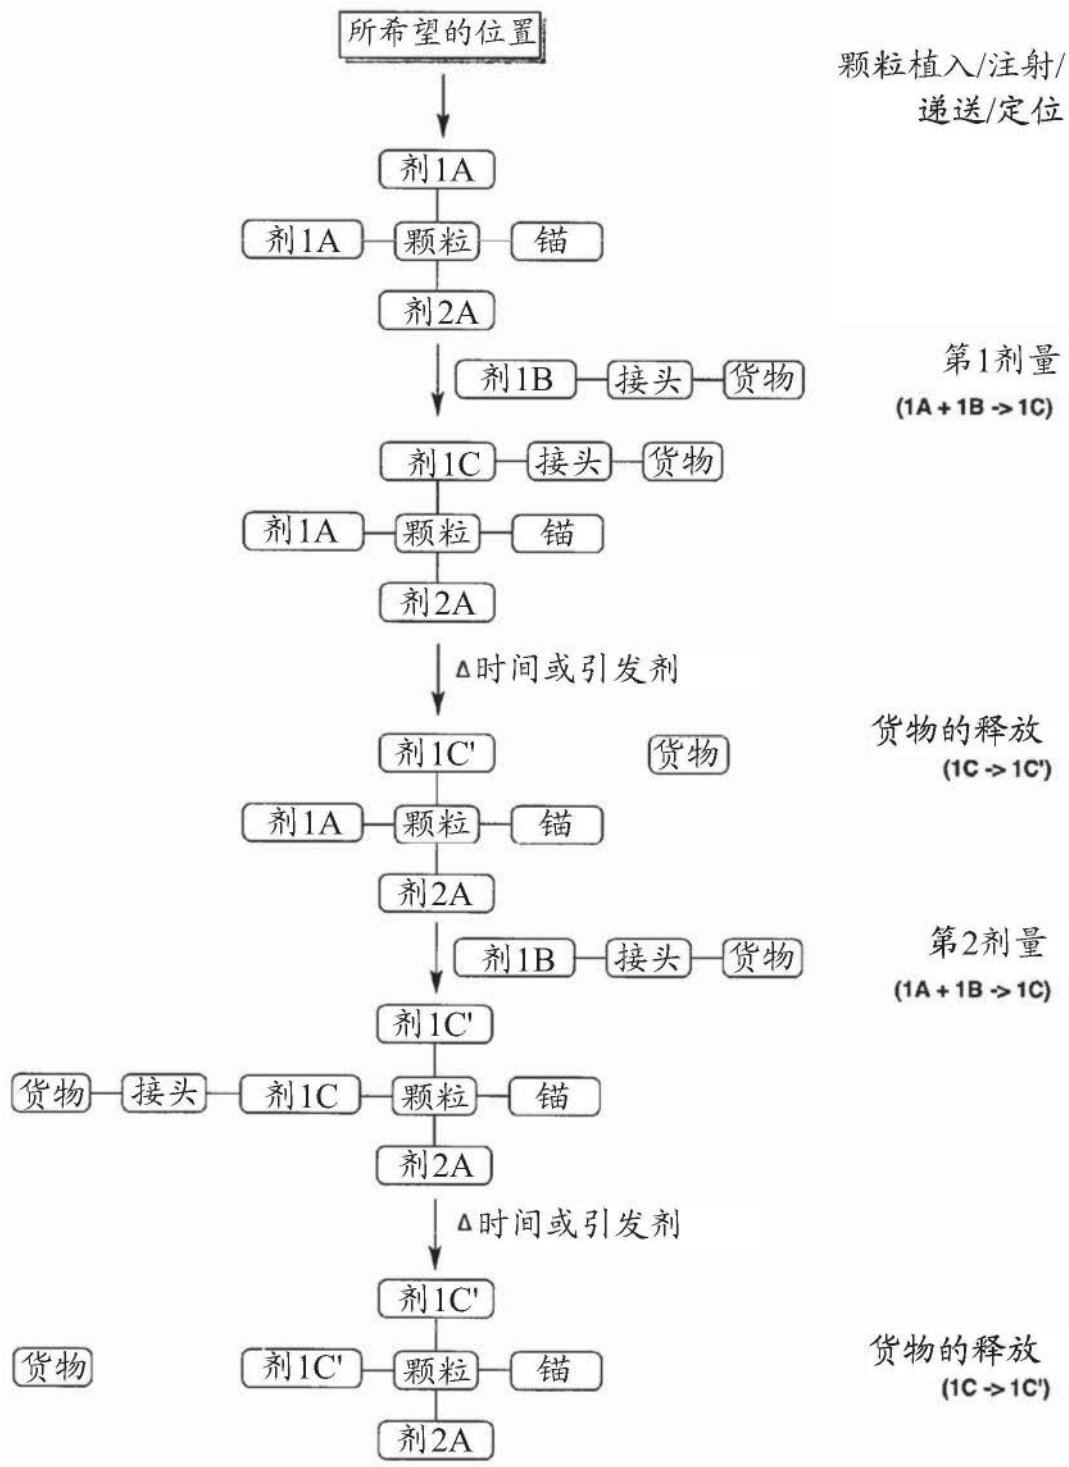 所希望的位置
颗粒植入/注射/
递送/定位
剂1A
剂1A 颗粒 锚
剂2A
剂1B 接头 货物
第1剂量
(1A + 1B -> 1C)
剂1C 接头 货物
剂1A 颗粒 锚
剂2A
Δ时间或引发剂
剂1C' 货物
货物的释放
(1C -> 1C')
剂1A 颗粒 锚
剂2A
剂1B 接头 货物
第2剂量
(1A + 1B -> 1C)
剂1C'
货物 接头 剂1C 颗粒 锚
剂2A
Δ时间或引发剂
剂1C'
货物 剂1C' 颗粒 锚
货物的释放
(1C -> 1C')
剂2A